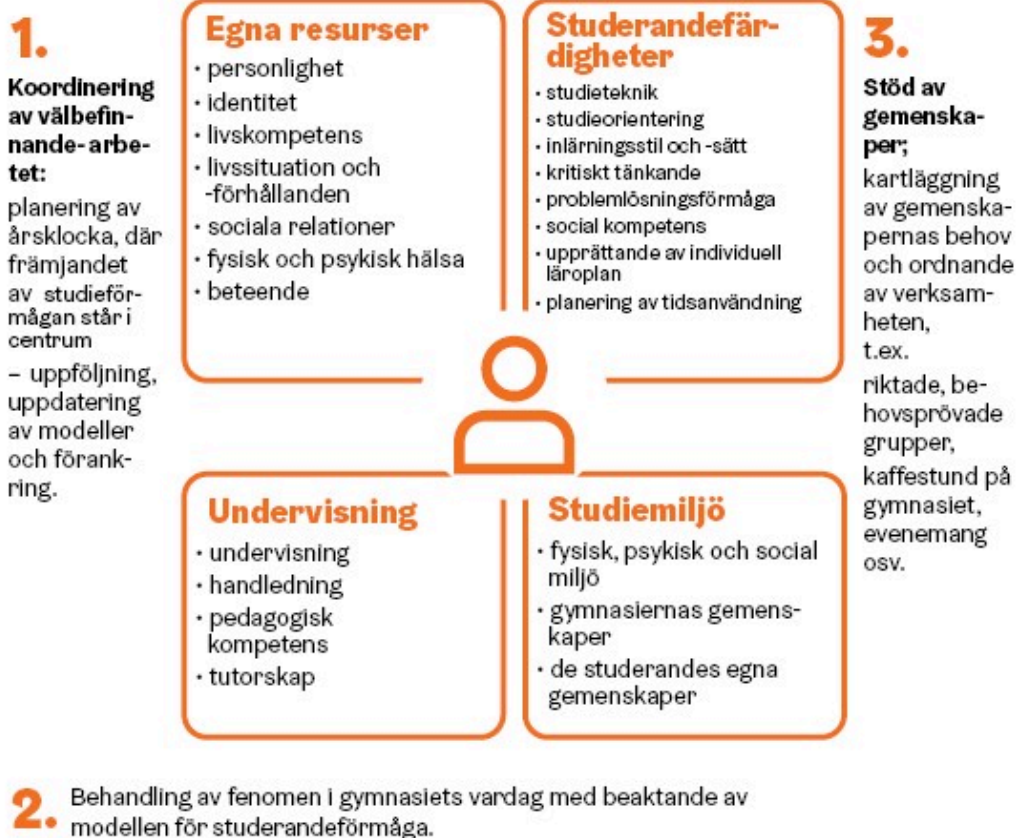 1.
Koordinering
av välbefin-
nande- arbe-
tet:
planering av
årsklocka, där
främjandet
av studieför-
mågan står i
centrum
– uppföljning,
uppdatering
av modeller
och förank-
ring.
Egna resurser
· personlighet
· identitet
· livskompetens
· livssituation och
-förhållanden
· sociala relationer
· fysisk och psykisk hälsa
· beteende
Studerandefär-
digheter
· studieteknik
· studieorientering
· inlärningsstil och -sätt
· kritiskt tänkande
· problemlösningsförmåga
· social kompetens
· upprättande av individuell
läroplan
· planering av tidsanvändning
Undervisning
· undervisning
· handledning
· pedagogisk
kompetens
· tutorskap
Studiemiljö
· fysisk, psykisk och social
miljö
· gymnasiernas gemens-
kaper
· de studerandes egna
gemenskaper
3.
Stöd av
gemenska-
per;
kartläggning
av gemenska-
pernas behov
och ordnande
av verksam-
heten,
t.ex.
riktade, be-
hovsprövade
grupper,
kaffestund på
gymnasiet,
evenemang
osv.
2. Behandling av fenomen i gymnasiets vardag med beaktande av
modellen för studerandeförmåga.